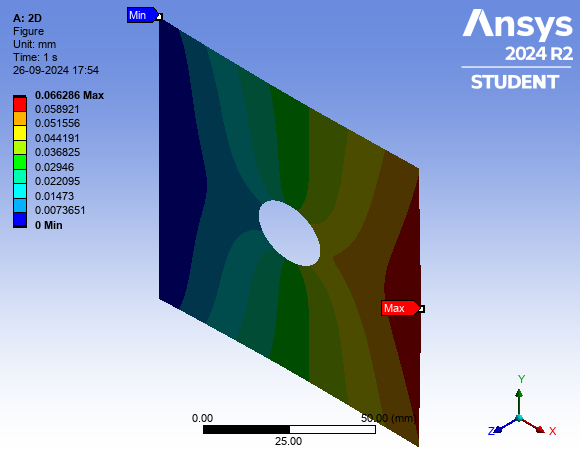 A: 2D
Figure
Unit: mm
Time: 1 s
26-09-2024 17:54
0.066286 Max
0.058921
0.051556
0.044191
0.036825
0.02946
0.022095
0.01473
0.0073651
0 Min
Min
Ansys
2024 R2
STUDENT
Max
0.00
50.00 (mm)
25.00
Y
Z
X